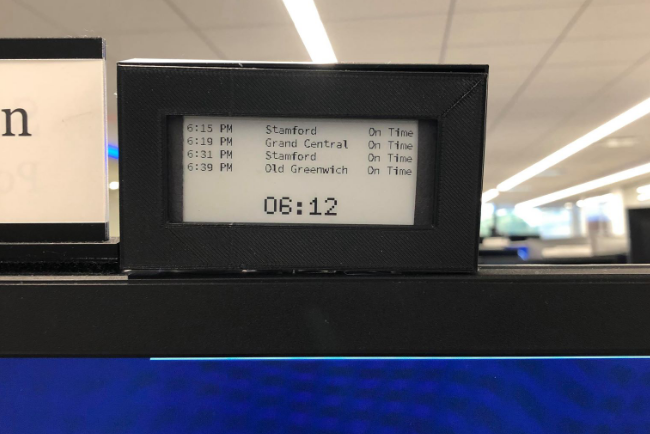 n
6:15 PM Stamford On Time
6:19 PM Grand Central On Time
6:31 PM Stamford On Time
6:39 PM Old Greenwich On Time
06:12